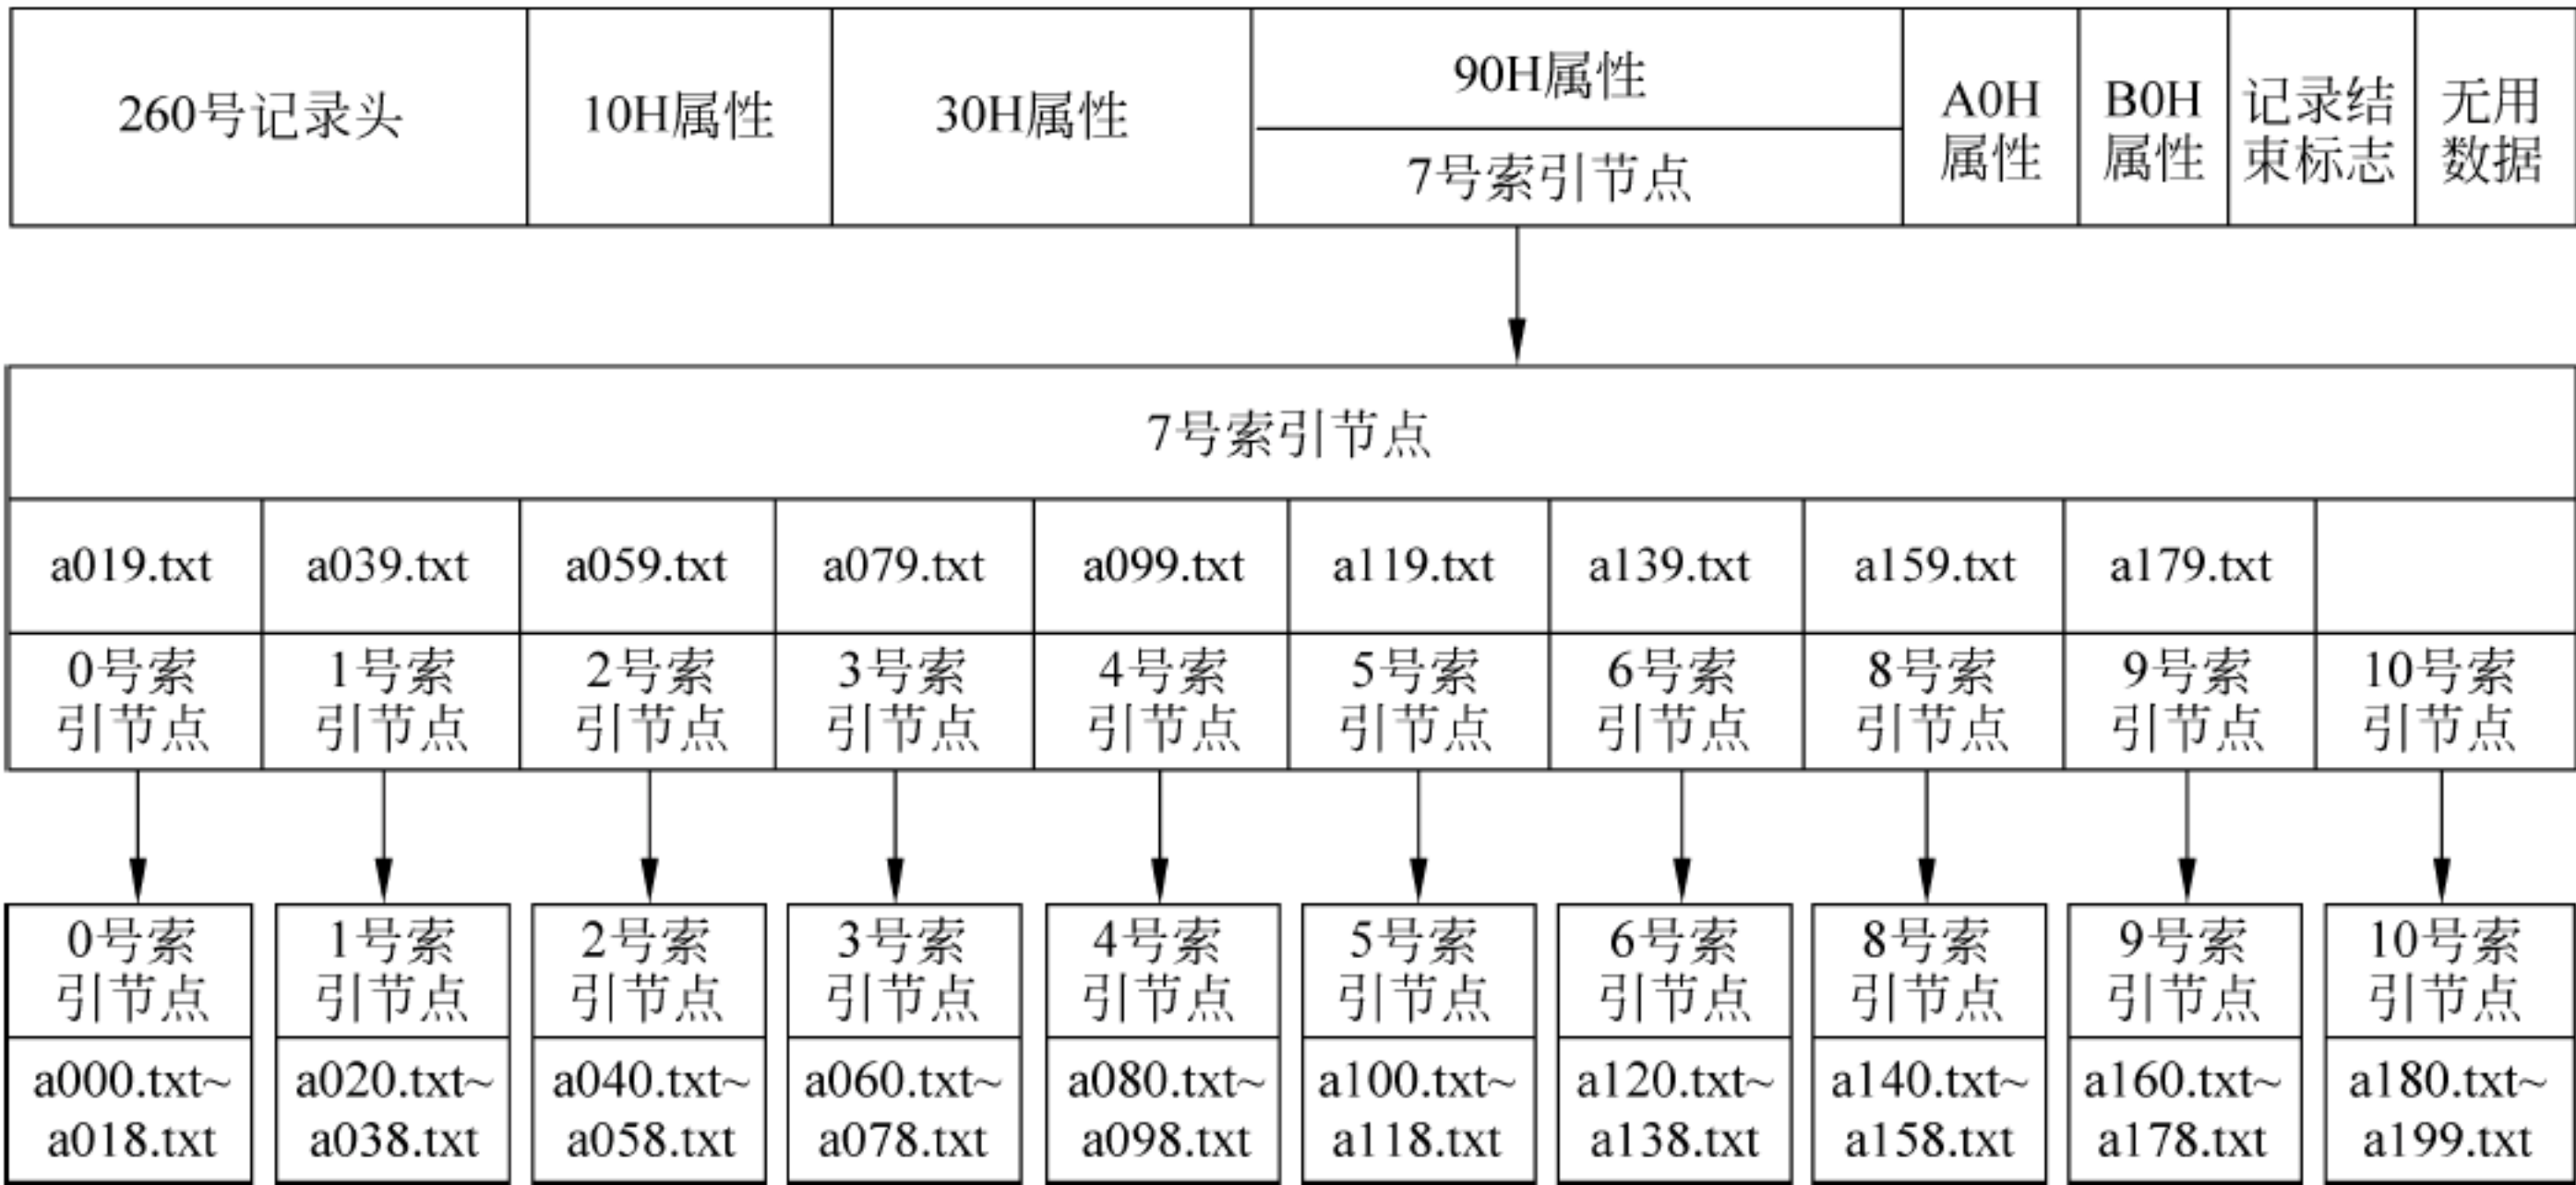 260号记录头
10H属性
30H属性
90H属性
7号索引节点
A0H
属性
B0H
属性
记录结
束标志
无用
数据
7号索引节点
a019.txt
a039.txt
a059.txt
a079.txt
a099.txt
a119.txt
a139.txt
a159.txt
a179.txt
0号索
引节点
1号索
引节点
2号索
引节点
3号索
引节点
4号索
引节点
5号索
引节点
6号索
引节点
8号索
引节点
9号索
引节点
10号索
引节点
0号索
引节点
1号索
引节点
2号索
引节点
3号索
引节点
4号索
引节点
5号索
引节点
6号索
引节点
8号索
引节点
9号索
引节点
10号索
引节点
a000.txt~
a018.txt
a020.txt~
a038.txt
a040.txt~
a058.txt
a060.txt~
a078.txt
a080.txt~
a098.txt
a100.txt~
a118.txt
a120.txt~
a138.txt
a140.txt~
a158.txt
a160.txt~
a178.txt
a180.txt~
a199.txt